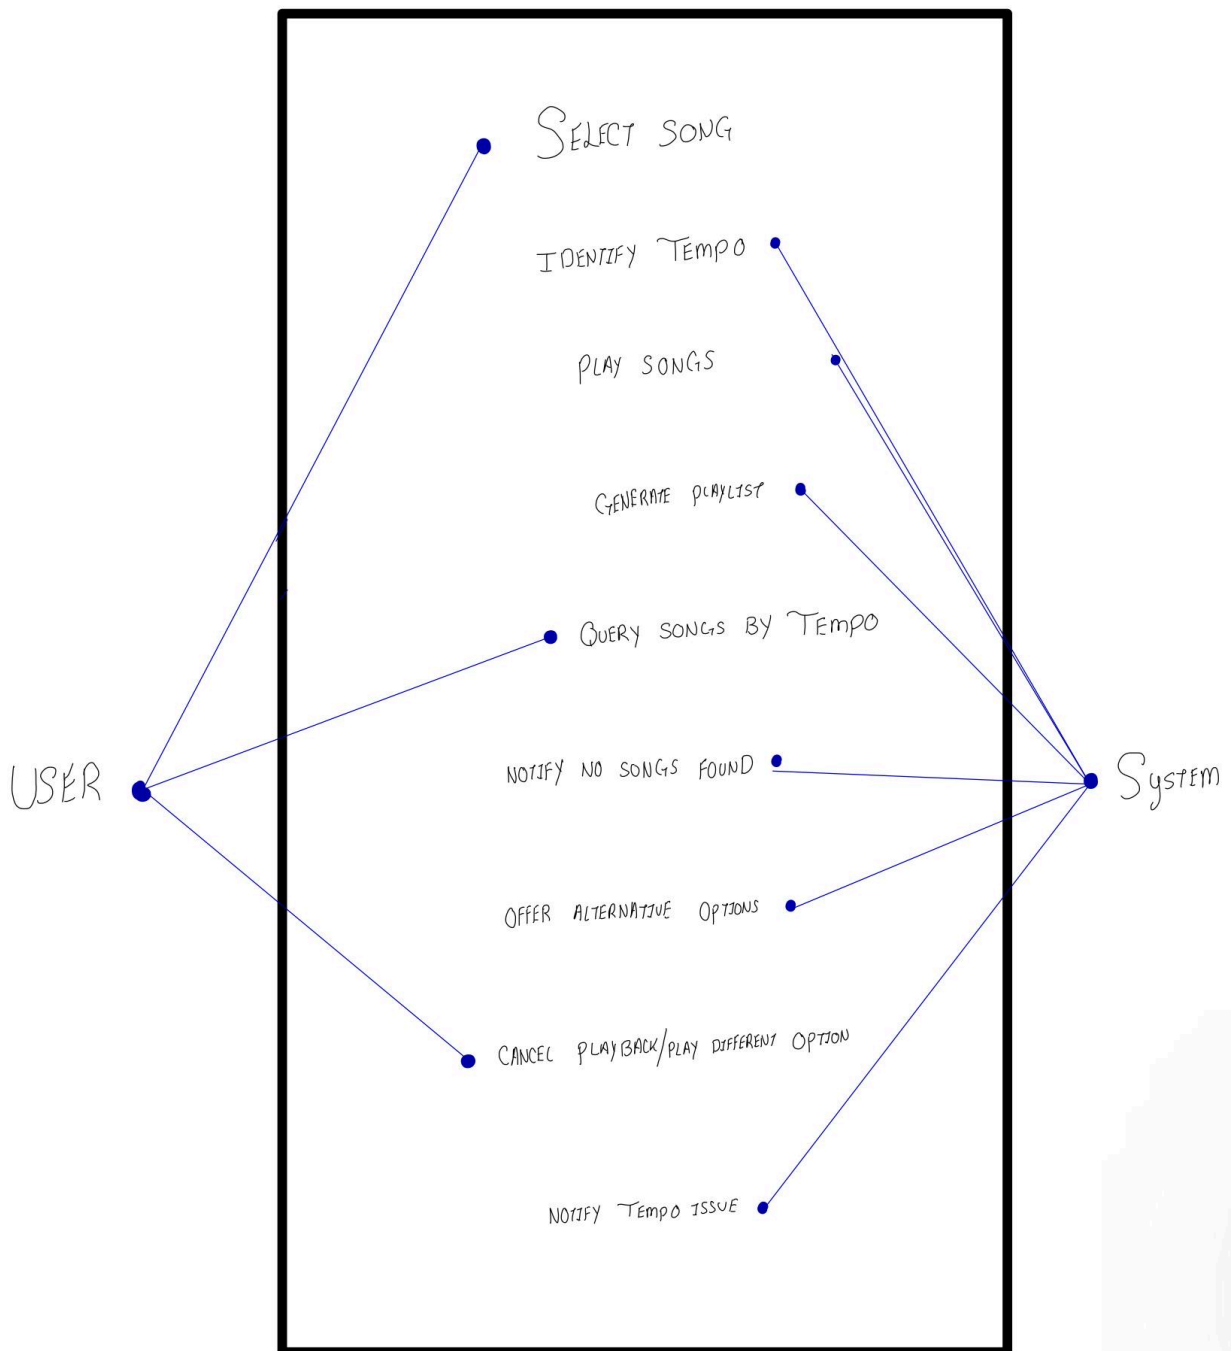 SELECT SONG
IDENTIFY TEMPO
PLAY SONGS
GENERATE PLAYLIST
QUERY SONGS BY TEMPO
USER
NOTIFY NO SONGS FOUND
SYSTEM
OFFER ALTERNATIVE OPTIONS
CANCEL PLAYBACK/PLAY DIFFERENT OPTION
NOTIFY TEMPO ISSUE